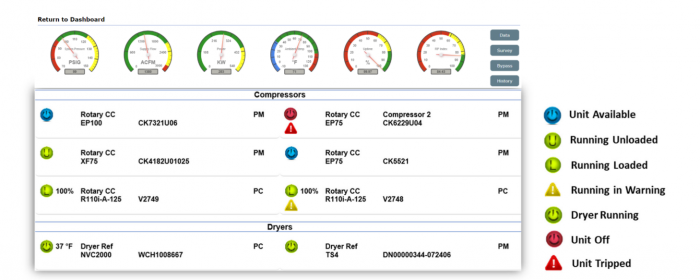 Return to Dashboard
PSIG
ACFM
KW
°F
%
Data
Survey
Bypass
History
Compressors
Rotary CC PM Rotary CC Compressor 2 PM
EP100 CK7321U06 EP75 CK6229U04
Rotary CC PM Rotary CC PM
XF75 CK4182U01025 EP75 CK5521
100% Rotary CC PC 100% Rotary CC PC
R110i-A-125 V2749 R110i-A-125 V2748
Dryers
37 °F Dryer Ref PC Dryer Ref PM
NVC2000 WCH1008667 TS4 DN00000344-072406
Unit Available
Running Unloaded
Running Loaded
Running in Warning
Dryer Running
Unit Off
Unit Tripped